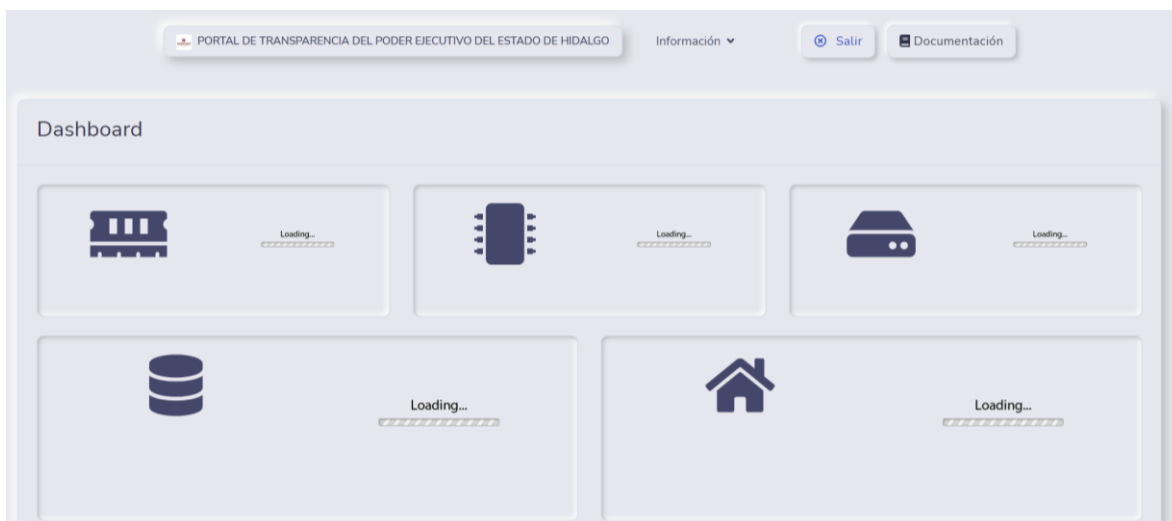 PORTAL DE TRANSPARENCIA DEL PODER EJECUTIVO DEL ESTADO DE HIDALGO Información Salir Documentación
Dashboard
Loading... Loading... Loading...
Loading... Loading...